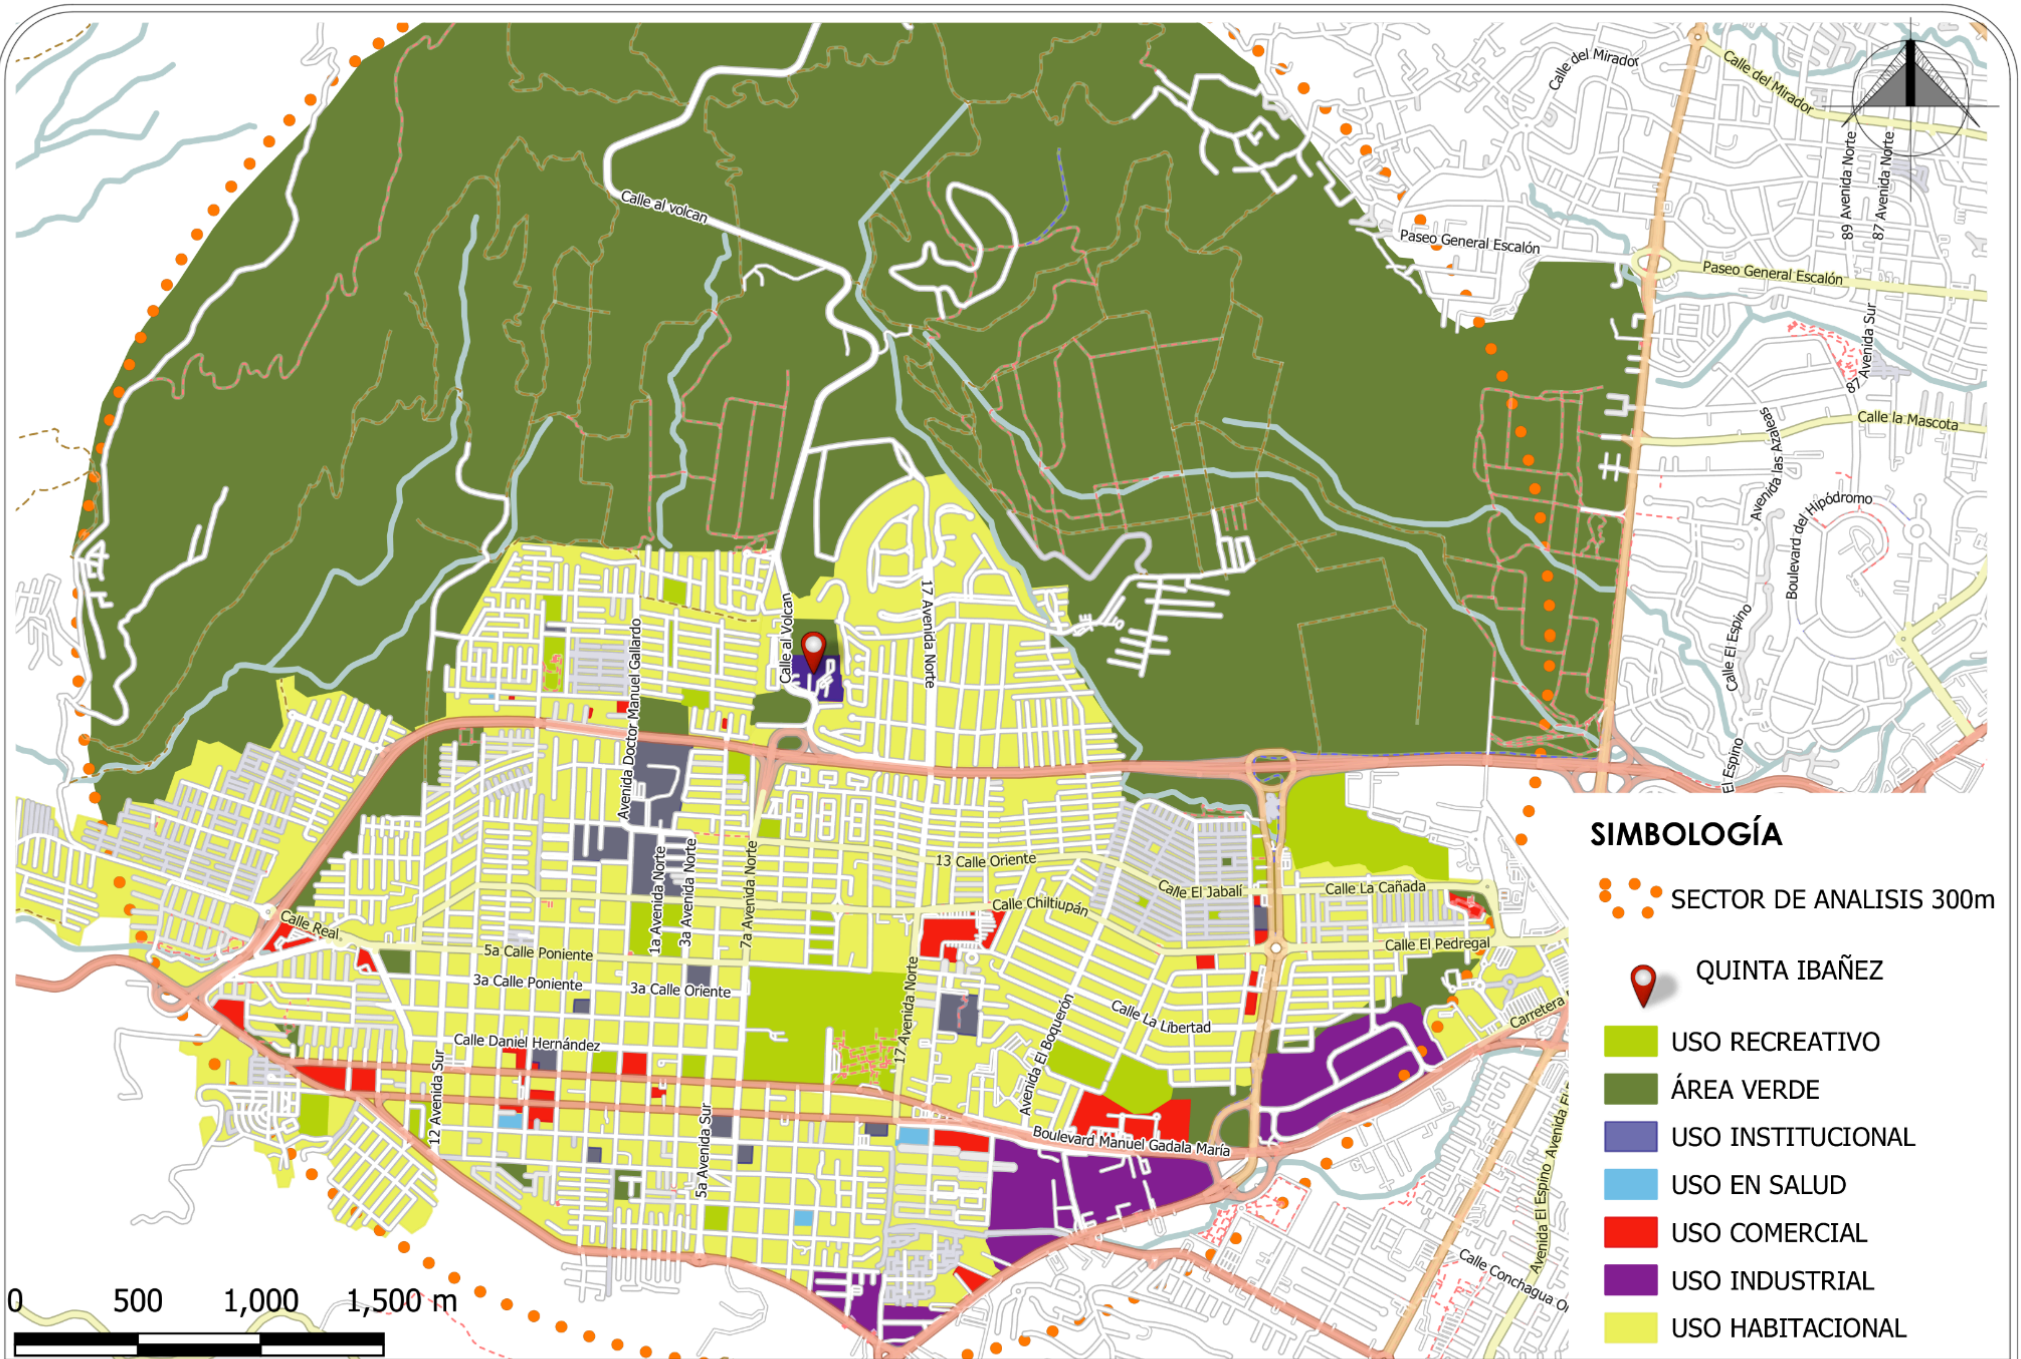 Calle del Mirador
Calle del Mirador
89 Avenida Norte
87 Avenida Norte
Calle al volcan
Paseo General Escalón
Paseo General Escalón
87 Avenida Sur
Calle la Mascota
Avenida las Azaleas
Boulevard del Hipódromo
Calle al Volcan
17 Avenida Norte
Avenida Doctor Manuel Gallardo
Calle El Espino
El Espino
13 Calle Oriente
Calle El Jabalí
Calle La Cañada
Calle Chiltiupán
1a Avenida Norte
3a Avenida Norte
7a Avenida Norte
Calle Real
5a Calle Poniente
Calle El Pedregal
3a Calle Poniente
3a Calle Oriente
17 Avenida Norte
Calle La Libertad
Carretera
Calle Daniel Hernández
Avenida El Boquerón
12 Avenida Sur
5a Avenida Sur
Boulevard Manuel Gadala María
Avenida El Espino
Calle Conchagua
SIMBOLOGÍA
SECTOR DE ANALISIS 300m
QUINTA IBAÑEZ
USO RECREATIVO
ÁREA VERDE
USO INSTITUCIONAL
USO EN SALUD
USO COMERCIAL
USO INDUSTRIAL
USO HABITACIONAL
0 500 1,000 1,500 m